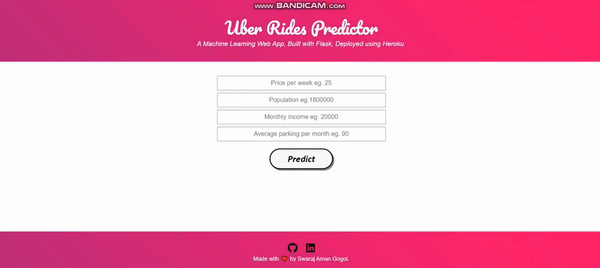 www.BANDICAM.com
Uber Rides Predictor
A Machine Learning Web App, Built with Flask, Deployed using Heroku.
Price per week eg. 25
Population eg.1800000
Monthly income eg. 20000
Average parking per month eg. 90
Predict
Made with ❤ by Swaraj Aman Gogoi.